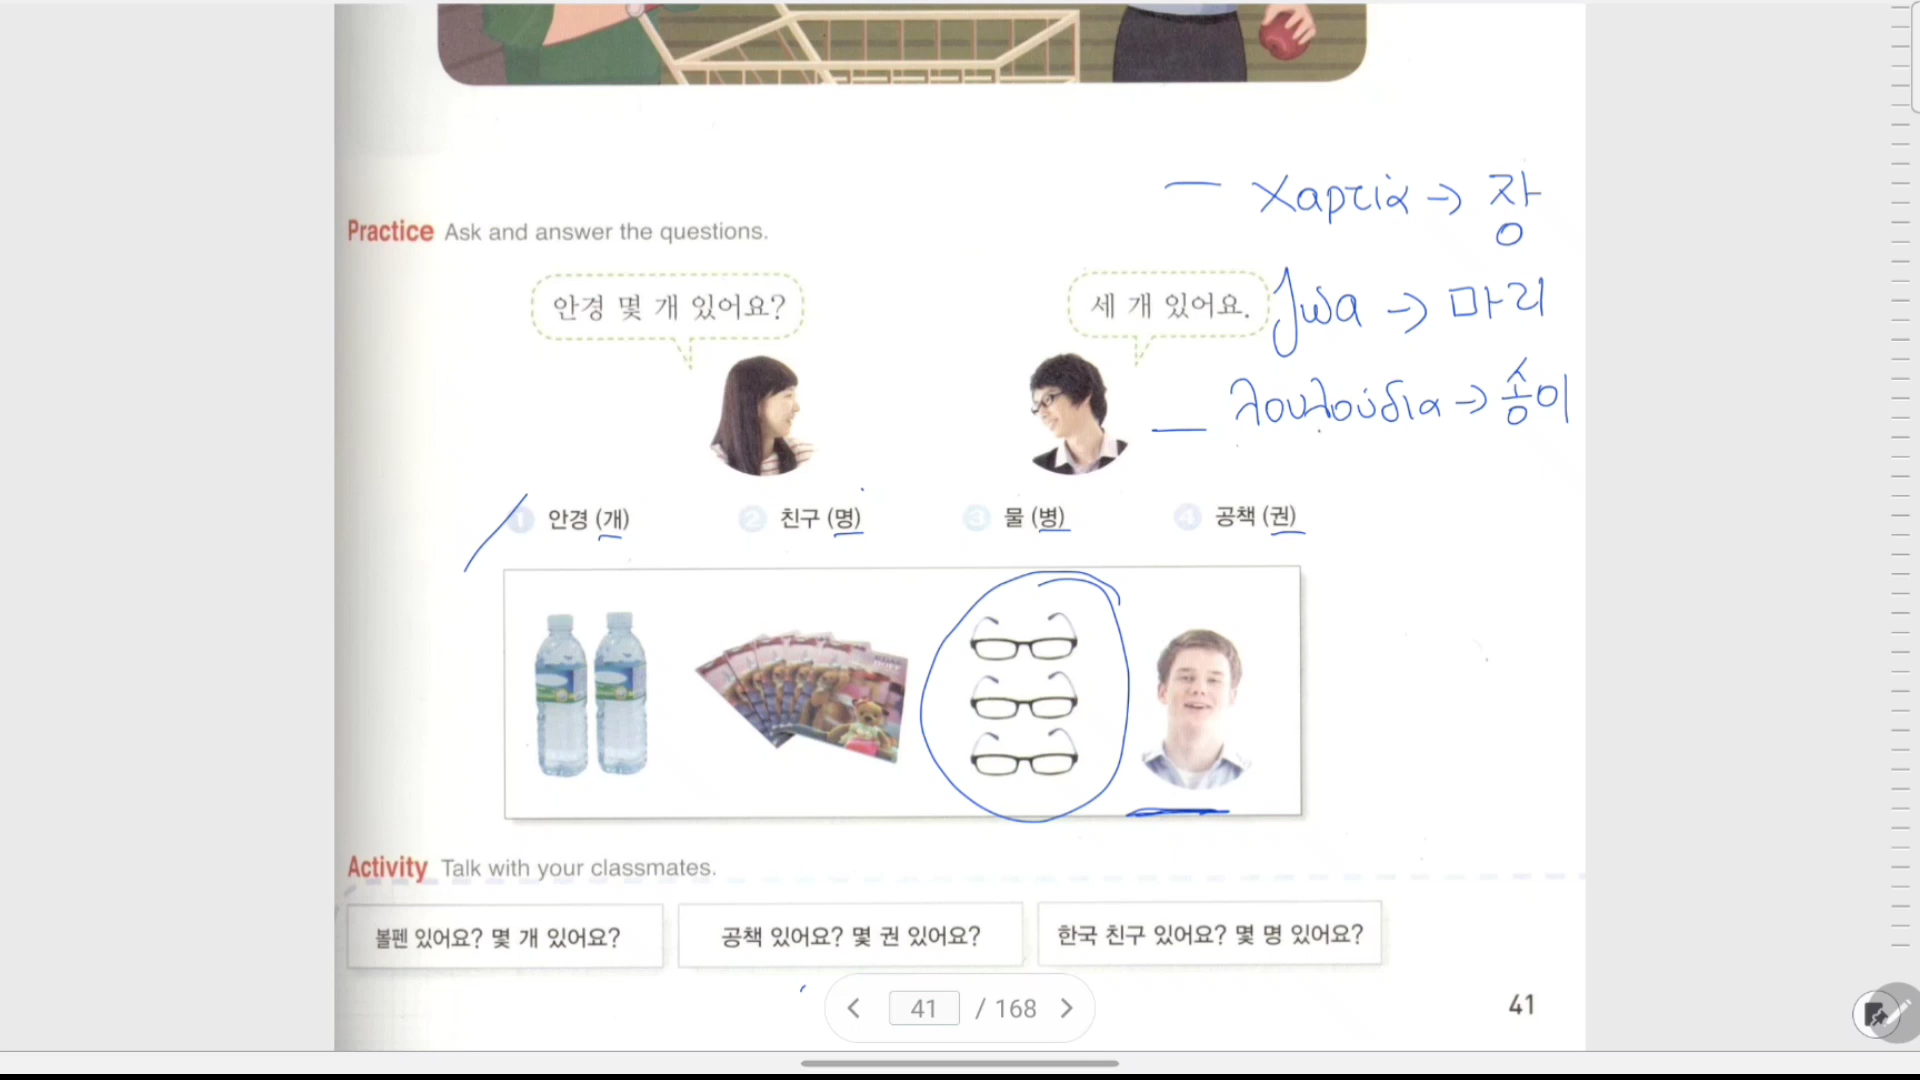 — Χαρτιά → 장
Practice Ask and answer the questions.
안경 몇 개 있어요?
세 개 있어요.
ζώα → 마리
— λουλούδια → 송이
1 안경 (개)
2 친구 (명)
3 물 (병)
4 공책 (권)
Activity Talk with your classmates.
볼펜 있어요? 몇 개 있어요?
공책 있어요? 몇 권 있어요?
한국 친구 있어요? 몇 명 있어요?
41 / 168
41